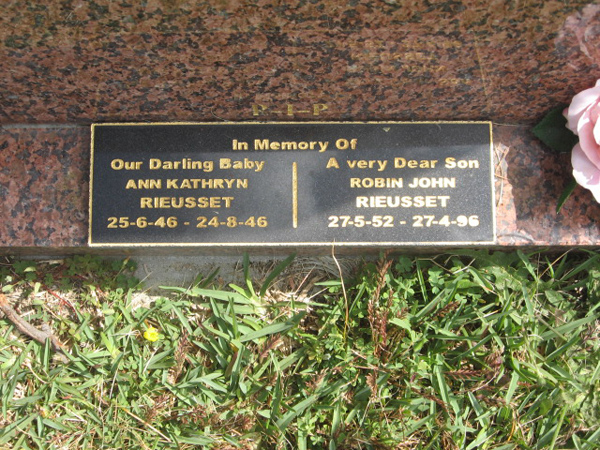 R-I-P
In Memory Of
Our Darling Baby
ANN KATHRYN
RIEUSSET
25-6-46 - 24-8-46
A very Dear Son
ROBIN JOHN
RIEUSSET
27-5-52 - 27-4-96